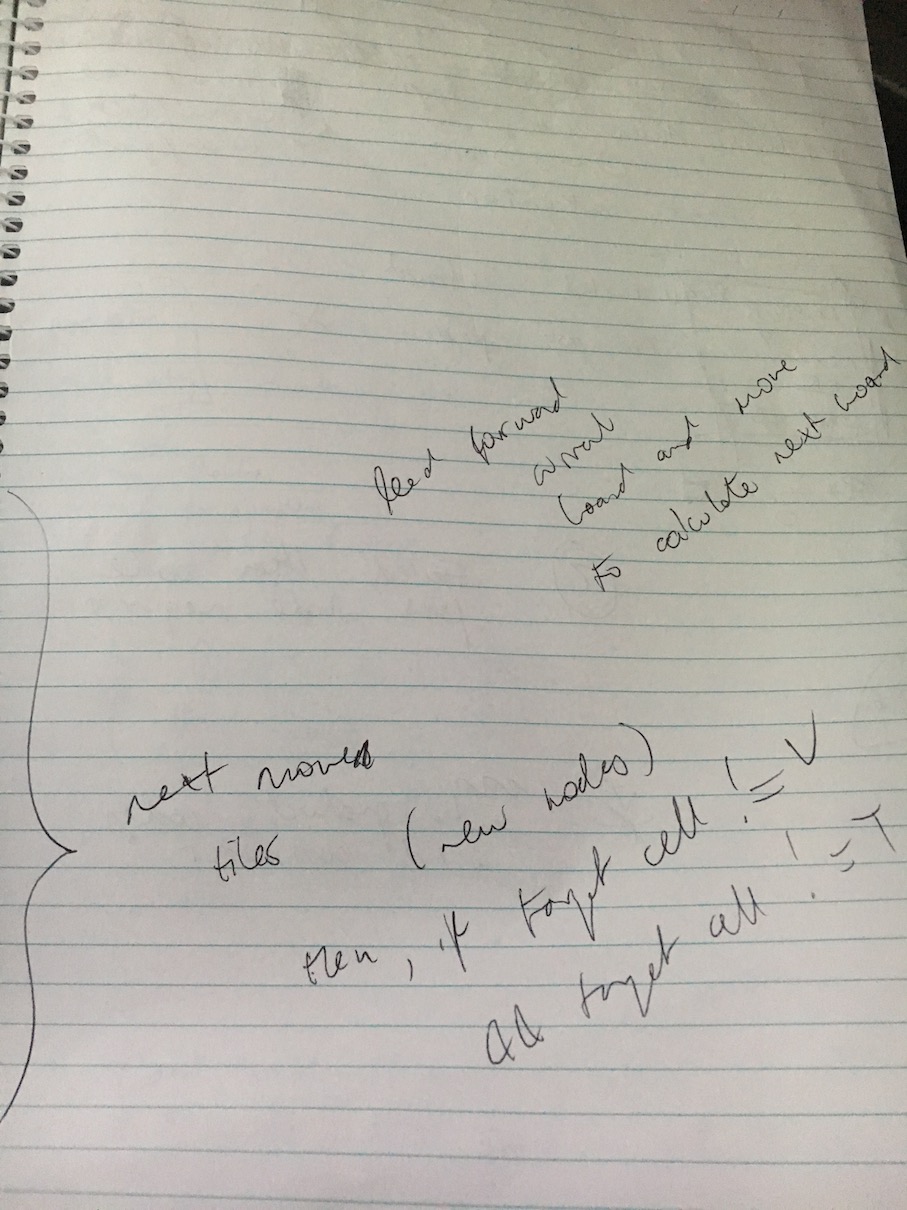 feed forward
board and move
to calculate next board
next moves
tiles (new nodes)
then, if target cell != V
&& target cell != T